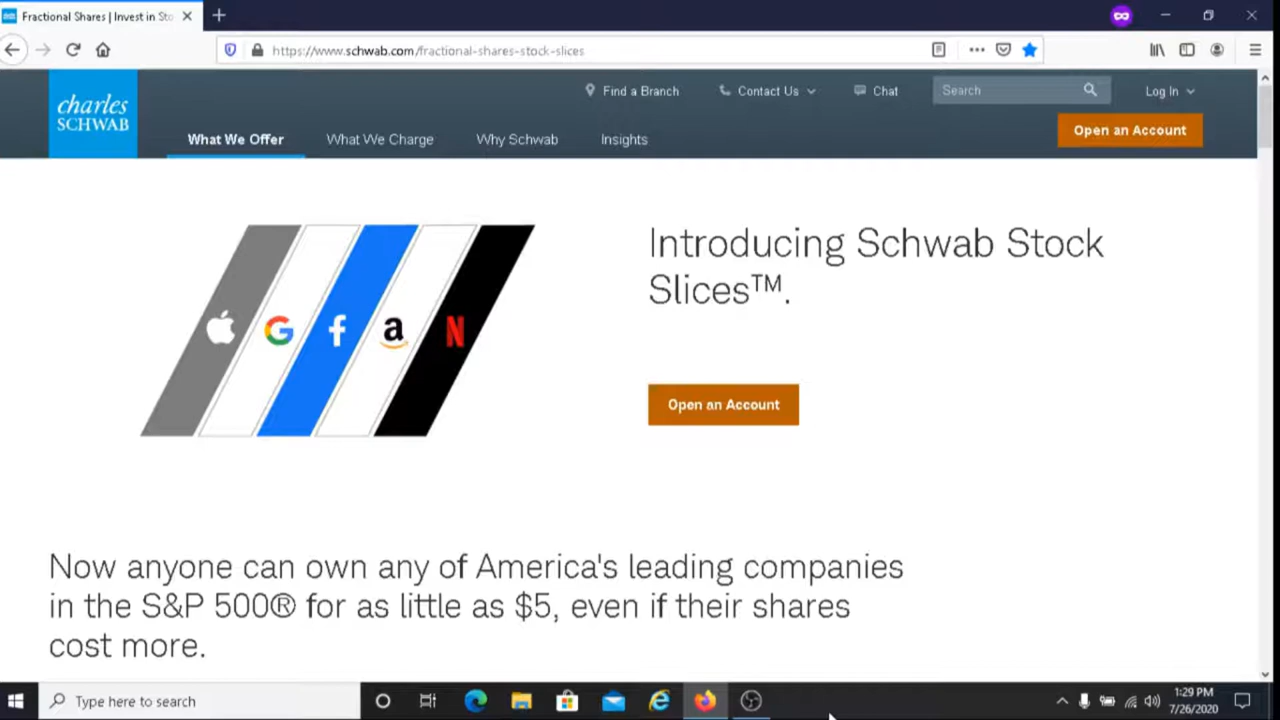 Fractional Shares | Invest in Sto
https://www.schwab.com/fractional-shares-stock-slices
charles
SCHWAB
Find a Branch
Contact Us
Chat
Search
Log In
What We Offer
What We Charge
Why Schwab
Insights
Open an Account
G
f
a
N
Introducing Schwab Stock
Slices™.
Open an Account
Now anyone can own any of America's leading companies
in the S&P 500® for as little as $5, even if their shares
cost more.
Type here to search
1:29 PM
7/26/2020